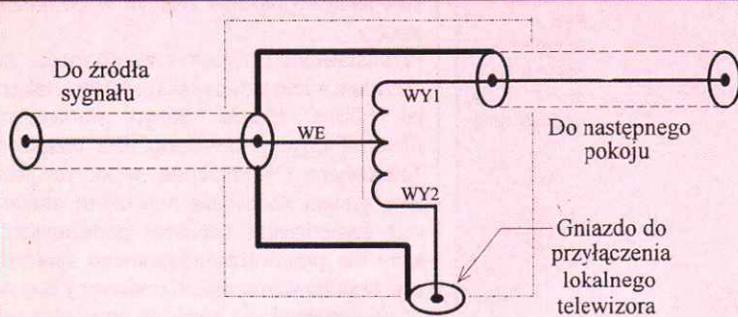 Do źródła
sygnału
WE
WY1
WY2
Do następnego
pokoju
Gniazdo do
przyłączenia
lokalnego
telewizora